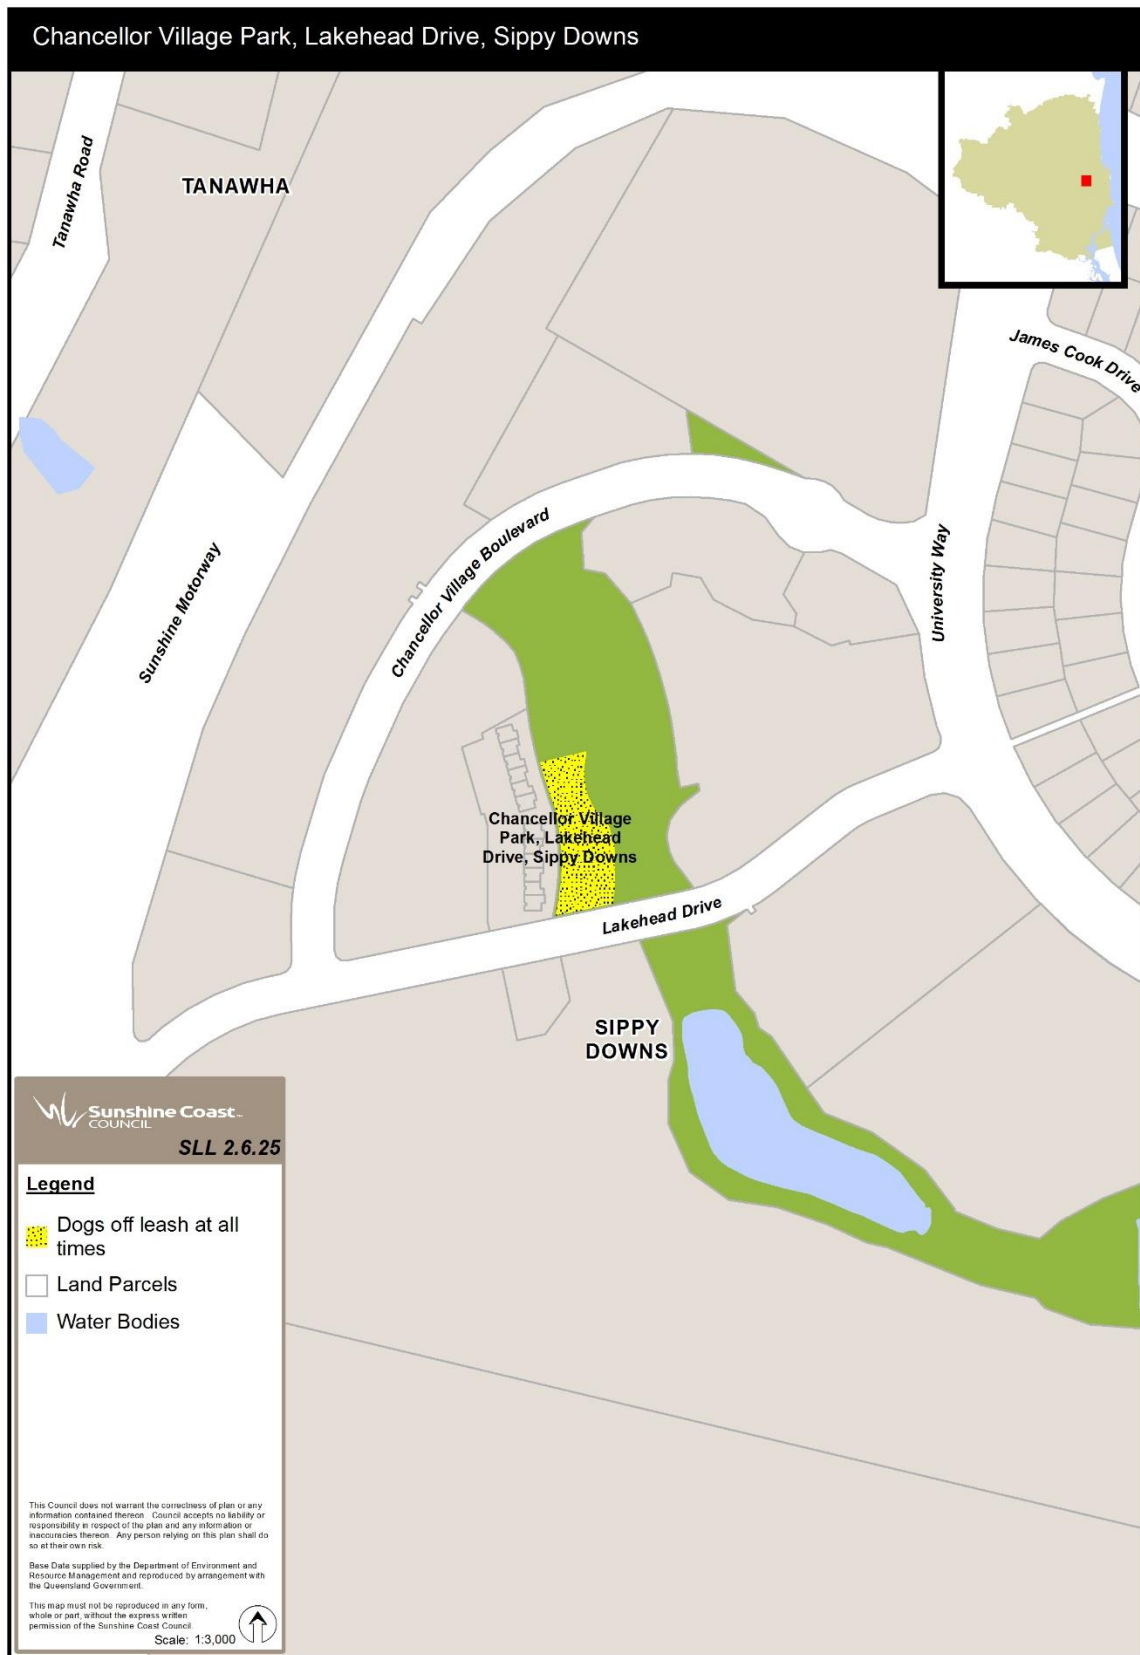 Chancellor Village Park, Lakehead Drive, Sippy Downs
Tanawha Road
TANAWHA
James Cook Drive
Sunshine Motorway
Chancellor Village Boulevard
University Way
Chancellor Village
Park, Lakehead
Drive, Sippy Downs
Lakehead Drive
SIPPY
DOWNS
Sunshine Coast
COUNCIL
SLL 2.6.25
Legend
Dogs off leash at all
times
Land Parcels
Water Bodies
This Council does not warrant the correctness of plan or any
information contained thereon. Council accepts no liability or
responsibility in respect of the plan and any information or
inaccuracies thereon. Any person relying on this plan shall do
so at their own risk.
Base Data supplied by the Department of Environment and
Resource Management and reproduced by arrangement with
the Queensland Government.
This map must not be reproduced in any form,
whole or part, without the express written
permission of the Sunshine Coast Council.
Scale: 1:3,000